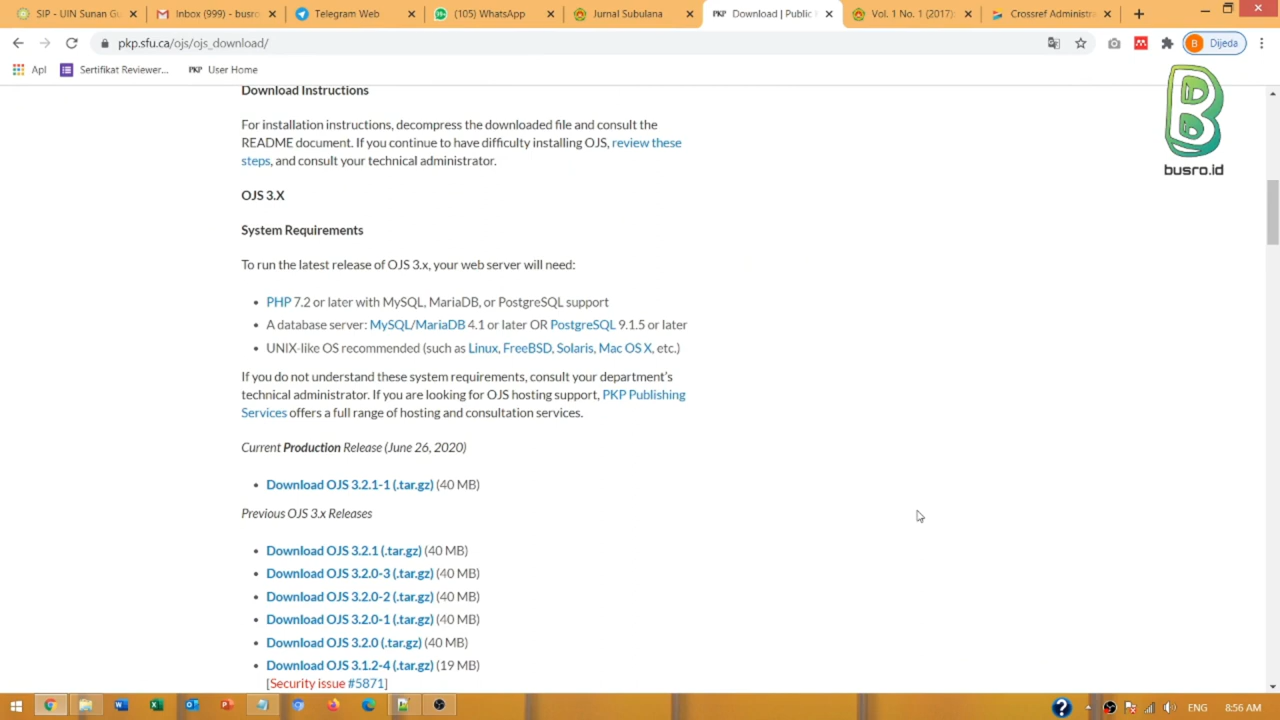 SIP - UIN Sunan Gu
Inbox (999) - busro
Telegram Web
(105) WhatsApp
Jurnal Subulana
PKP Download | Public
Vol. 1 No. 1 (2017)
Crossref Administra
pkp.sfu.ca/ojs/ojs_download/
B Dijeda
Apl
Sertifikat Reviewer...
PKP User Home
busro.id
Download Instructions
For installation instructions, decompress the downloaded file and consult the
README document. If you continue to have difficulty installing OJS, review these
steps, and consult your technical administrator.
OJS 3.X
System Requirements
To run the latest release of OJS 3.x, your web server will need:
• PHP 7.2 or later with MySQL, MariaDB, or PostgreSQL support
• A database server: MySQL/MariaDB 4.1 or later OR PostgreSQL 9.1.5 or later
• UNIX-like OS recommended (such as Linux, FreeBSD, Solaris, Mac OS X, etc.)
If you do not understand these system requirements, consult your department's
technical administrator. If you are looking for OJS hosting support, PKP Publishing
Services offers a full range of hosting and consultation services.
Current Production Release (June 26, 2020)
• Download OJS 3.2.1-1 (.tar.gz) (40 MB)
Previous OJS 3.x Releases
• Download OJS 3.2.1 (.tar.gz) (40 MB)
• Download OJS 3.2.0-3 (.tar.gz) (40 MB)
• Download OJS 3.2.0-2 (.tar.gz) (40 MB)
• Download OJS 3.2.0-1 (.tar.gz) (40 MB)
• Download OJS 3.2.0 (.tar.gz) (40 MB)
• Download OJS 3.1.2-4 (.tar.gz) (19 MB)
[Security issue #5871]
ENG
8:56 AM